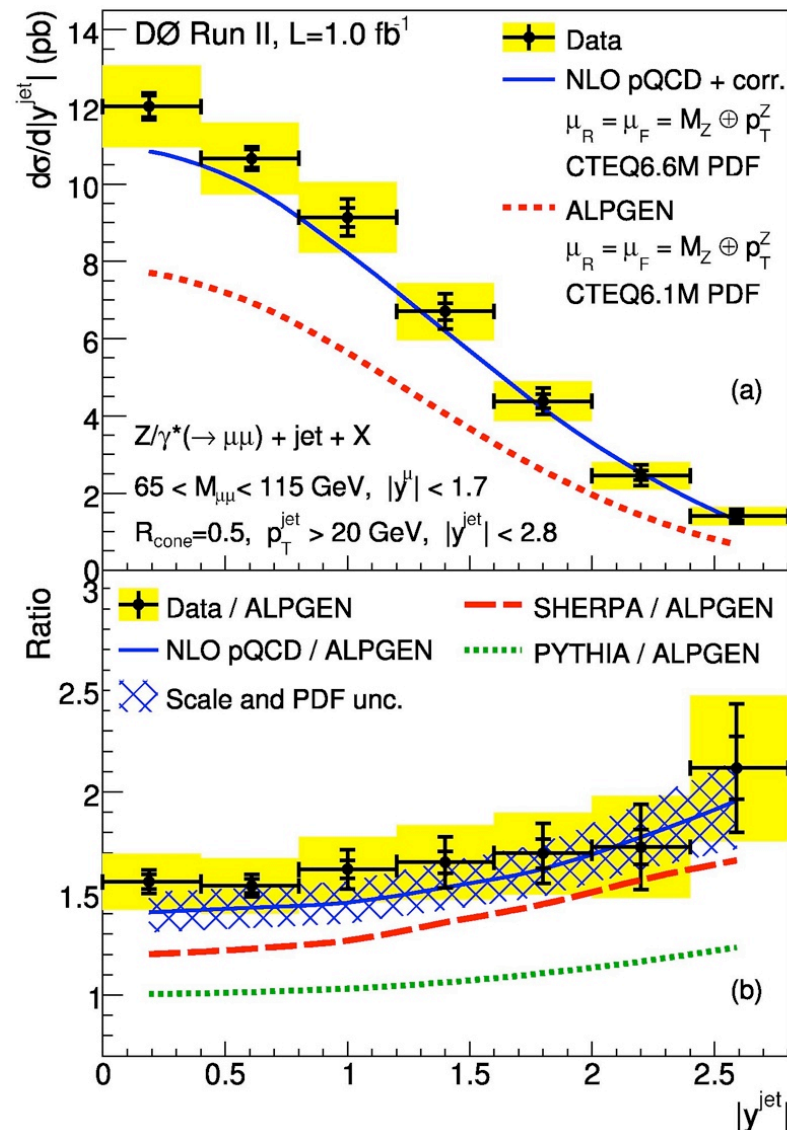 dσ/d|y^jet| (pb)
14
12
10
8
6
4
2
0
DØ Run II, L=1.0 fb⁻¹
Data
NLO pQCD + corr.
μ_R = μ_F = M_Z ⊕ p_T^Z
CTEQ6.6M PDF
ALPGEN
μ_R = μ_F = M_Z ⊕ p_T^Z
CTEQ6.1M PDF
(a)
Z/γ*(→ μμ) + jet + X
65 < M_μμ < 115 GeV, |y^μ| < 1.7
R_cone=0.5, p_T^jet > 20 GeV, |y^jet| < 2.8
Ratio
3
2.5
2
1.5
1
Data / ALPGEN
NLO pQCD / ALPGEN
Scale and PDF unc.
SHERPA / ALPGEN
PYTHIA / ALPGEN
(b)
0 0.5 1 1.5 2 2.5
|y^jet|